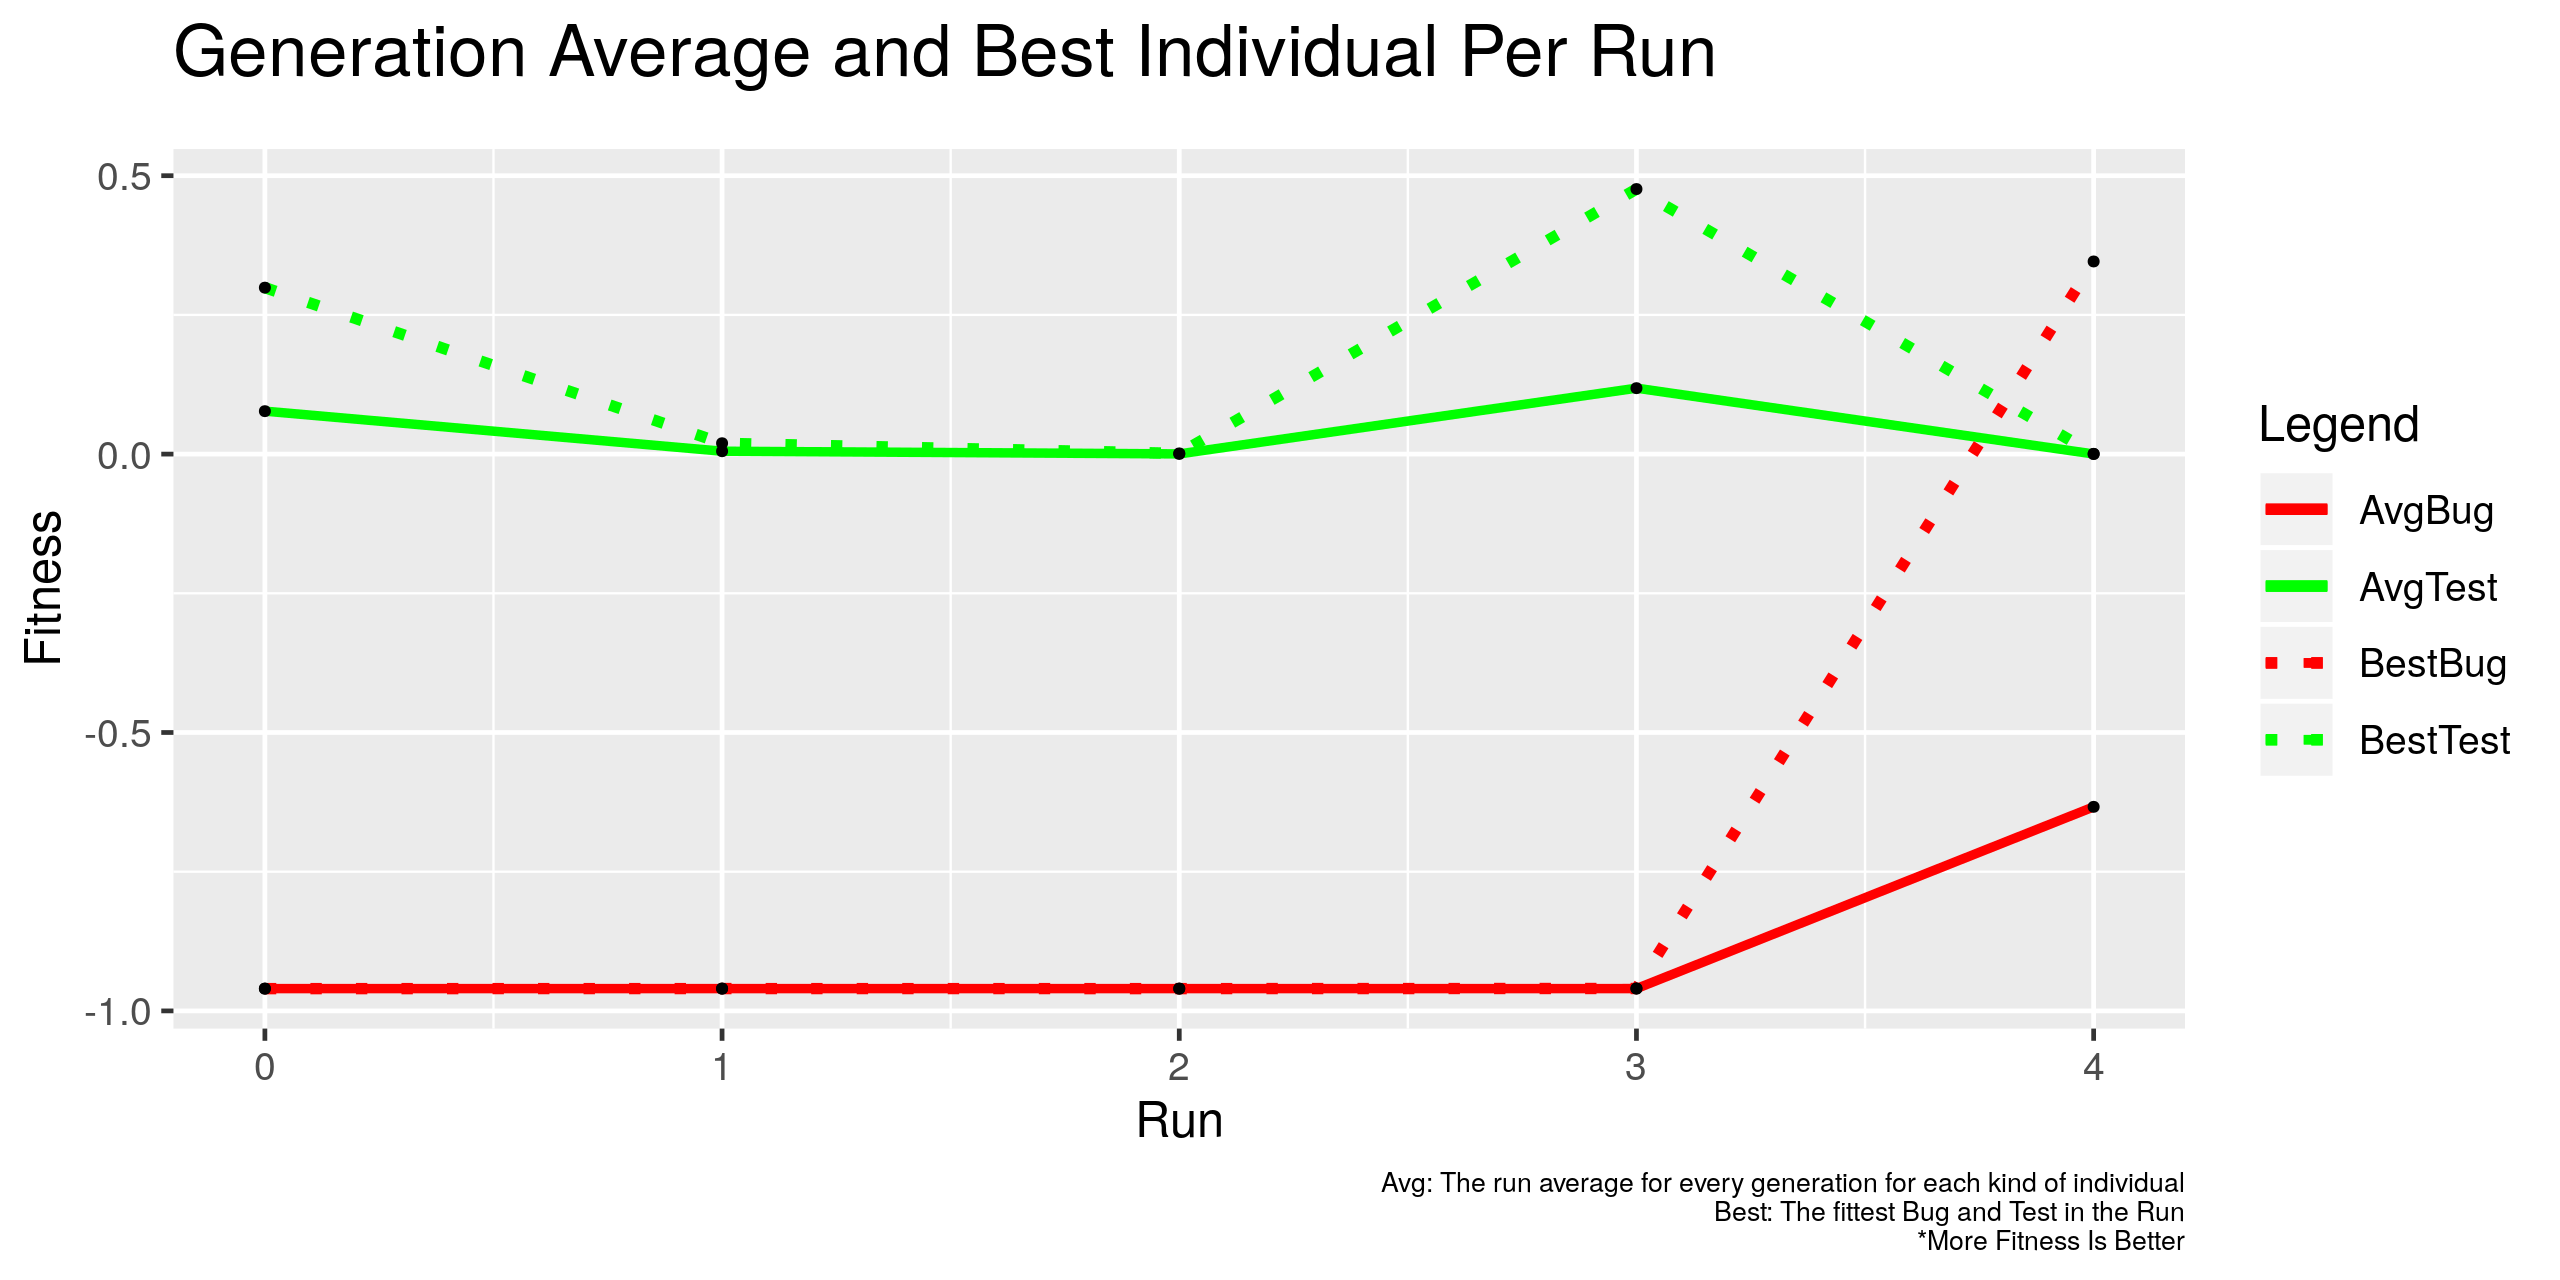 Generation Average and Best Individual Per Run
0.5
0.0
-0.5
-1.0
Fitness
0 1 2 3 4
Run
Legend
AvgBug
AvgTest
BestBug
BestTest
Avg: The run average for every generation for each kind of individual
Best: The fittest Bug and Test in the Run
*More Fitness Is Better